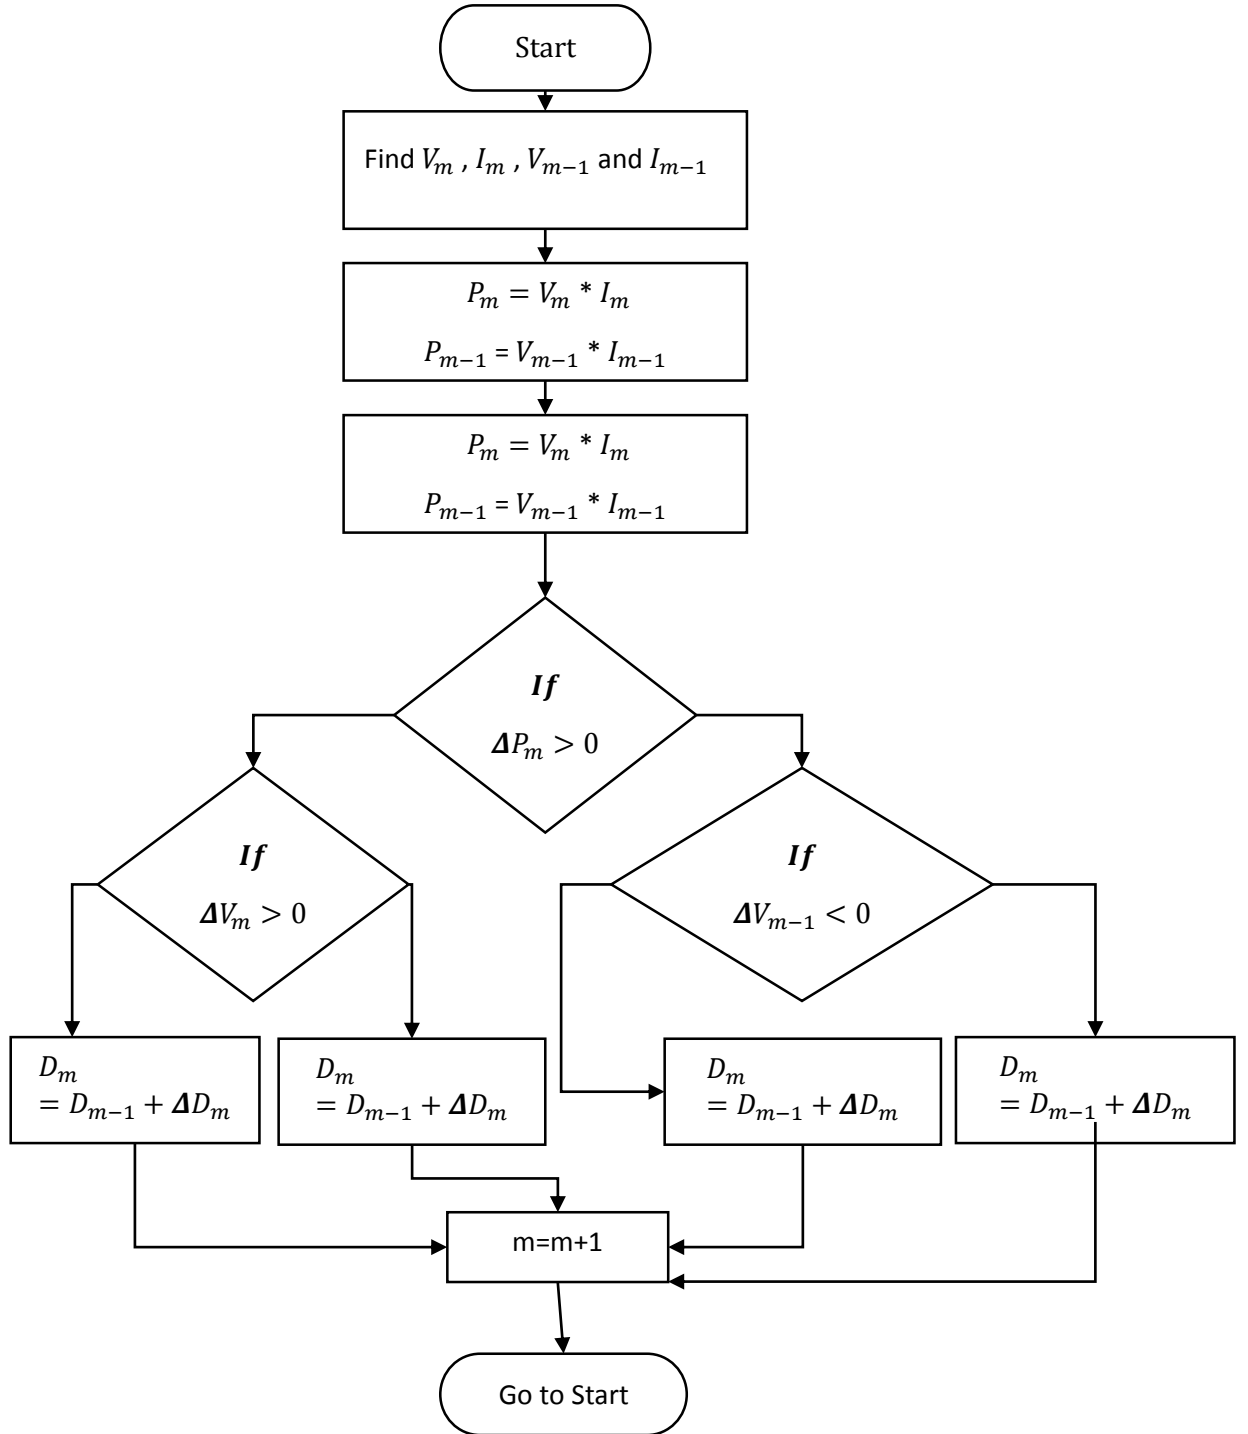 Start
Find V_m , I_m , V_{m−1} and I_{m−1}
P_m = V_m * I_m
P_{m−1} = V_{m−1} * I_{m−1}
P_m = V_m * I_m
P_{m−1} = V_{m−1} * I_{m−1}
If
ΔP_m > 0
If
ΔV_m > 0
If
ΔV_{m−1} < 0
D_m
= D_{m−1} + ΔD_m
D_m
= D_{m−1} + ΔD_m
D_m
= D_{m−1} + ΔD_m
D_m
= D_{m−1} + ΔD_m
m=m+1
Go to Start